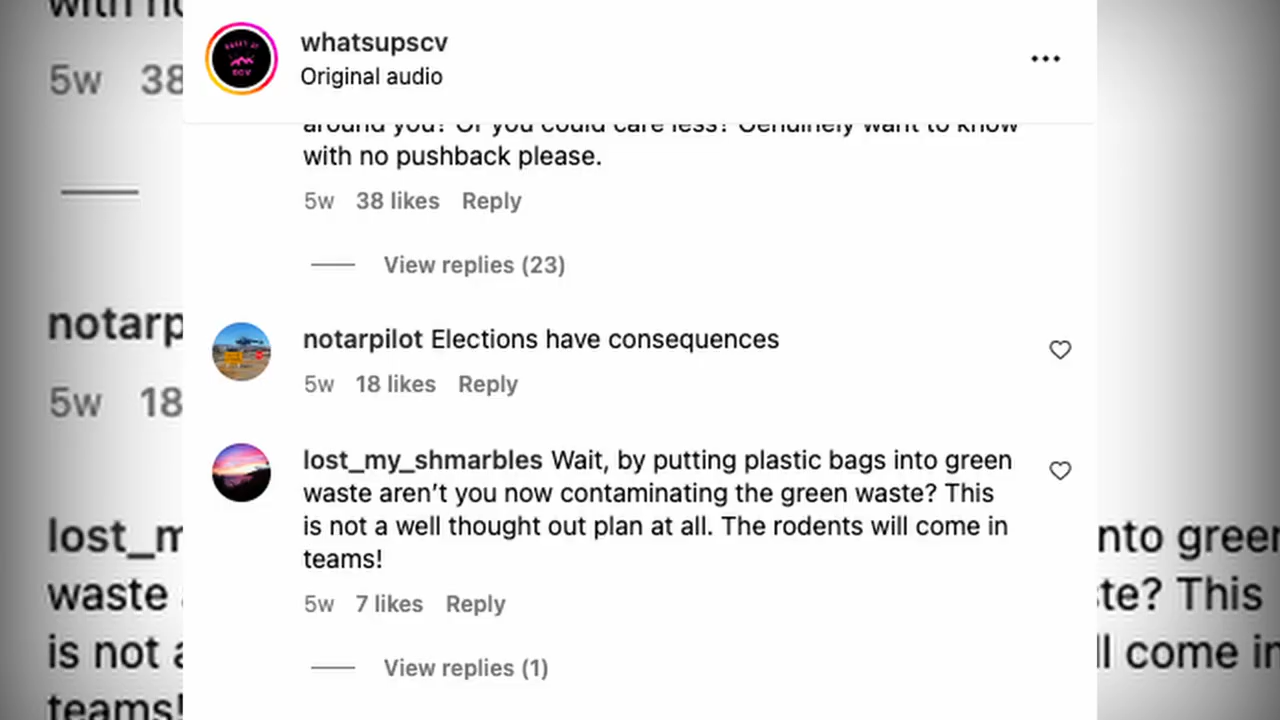 whatsupscv
Original audio
around you? Or you could care less? Genuinely want to know
with no pushback please.
5w 38 likes Reply
View replies (23)
notarpilot Elections have consequences
5w 18 likes Reply
lost_my_shmarbles Wait, by putting plastic bags into green
waste aren’t you now contaminating the green waste? This
is not a well thought out plan at all. The rodents will come in
teams!
5w 7 likes Reply
View replies (1)